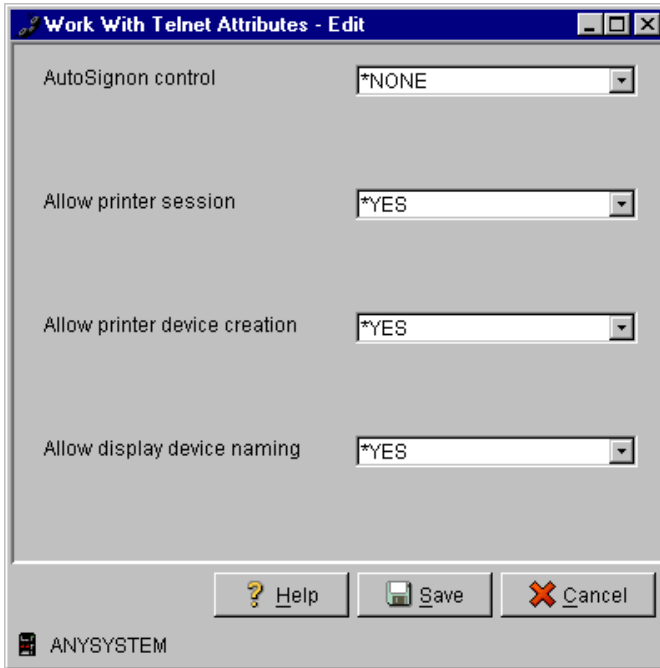 Work With Telnet Attributes - Edit
AutoSignon control *NONE
Allow printer session *YES
Allow printer device creation *YES
Allow display device naming *YES
Help Save Cancel
ANYSYSTEM